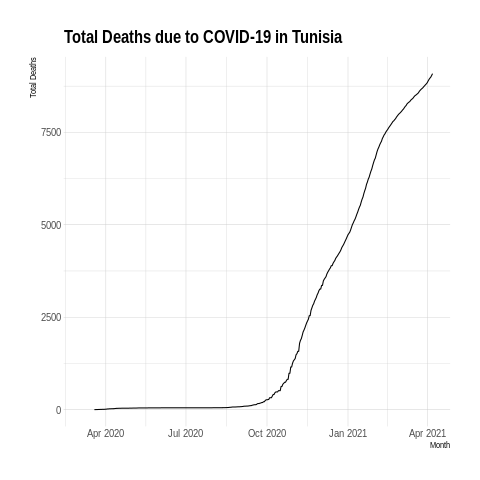 Total Deaths due to COVID-19 in Tunisia
Total Deaths
7500
5000
2500
0
Apr 2020 Jul 2020 Oct 2020 Jan 2021 Apr 2021
Month